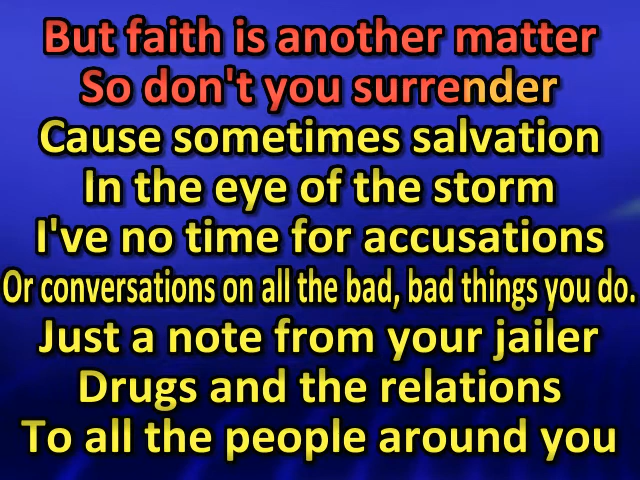 But faith is another matter
So don't you surrender
Cause sometimes salvation
In the eye of the storm
I've no time for accusations
Or conversations on all the bad, bad things you do.
Just a note from your jailer
Drugs and the relations
To all the people around you